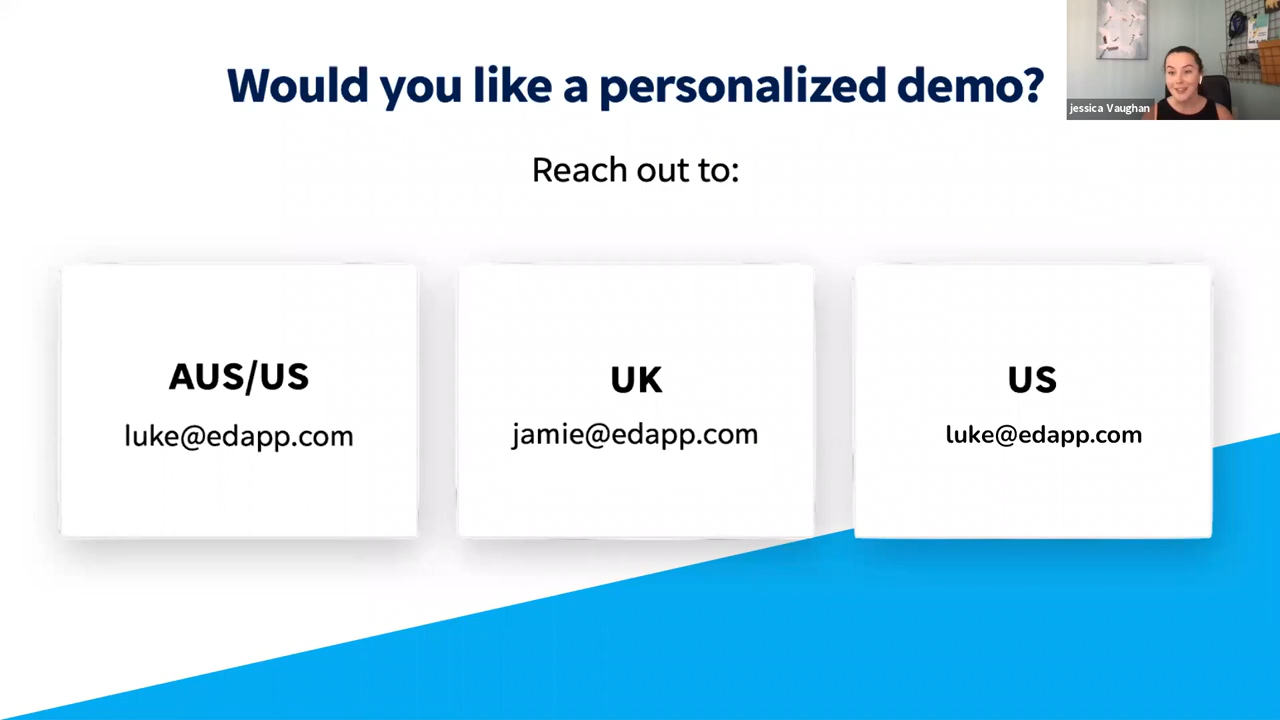 Would you like a personalized demo?
jessica Vaughan
Reach out to:
AUS/US
luke@edapp.com
UK
jamie@edapp.com
US
luke@edapp.com